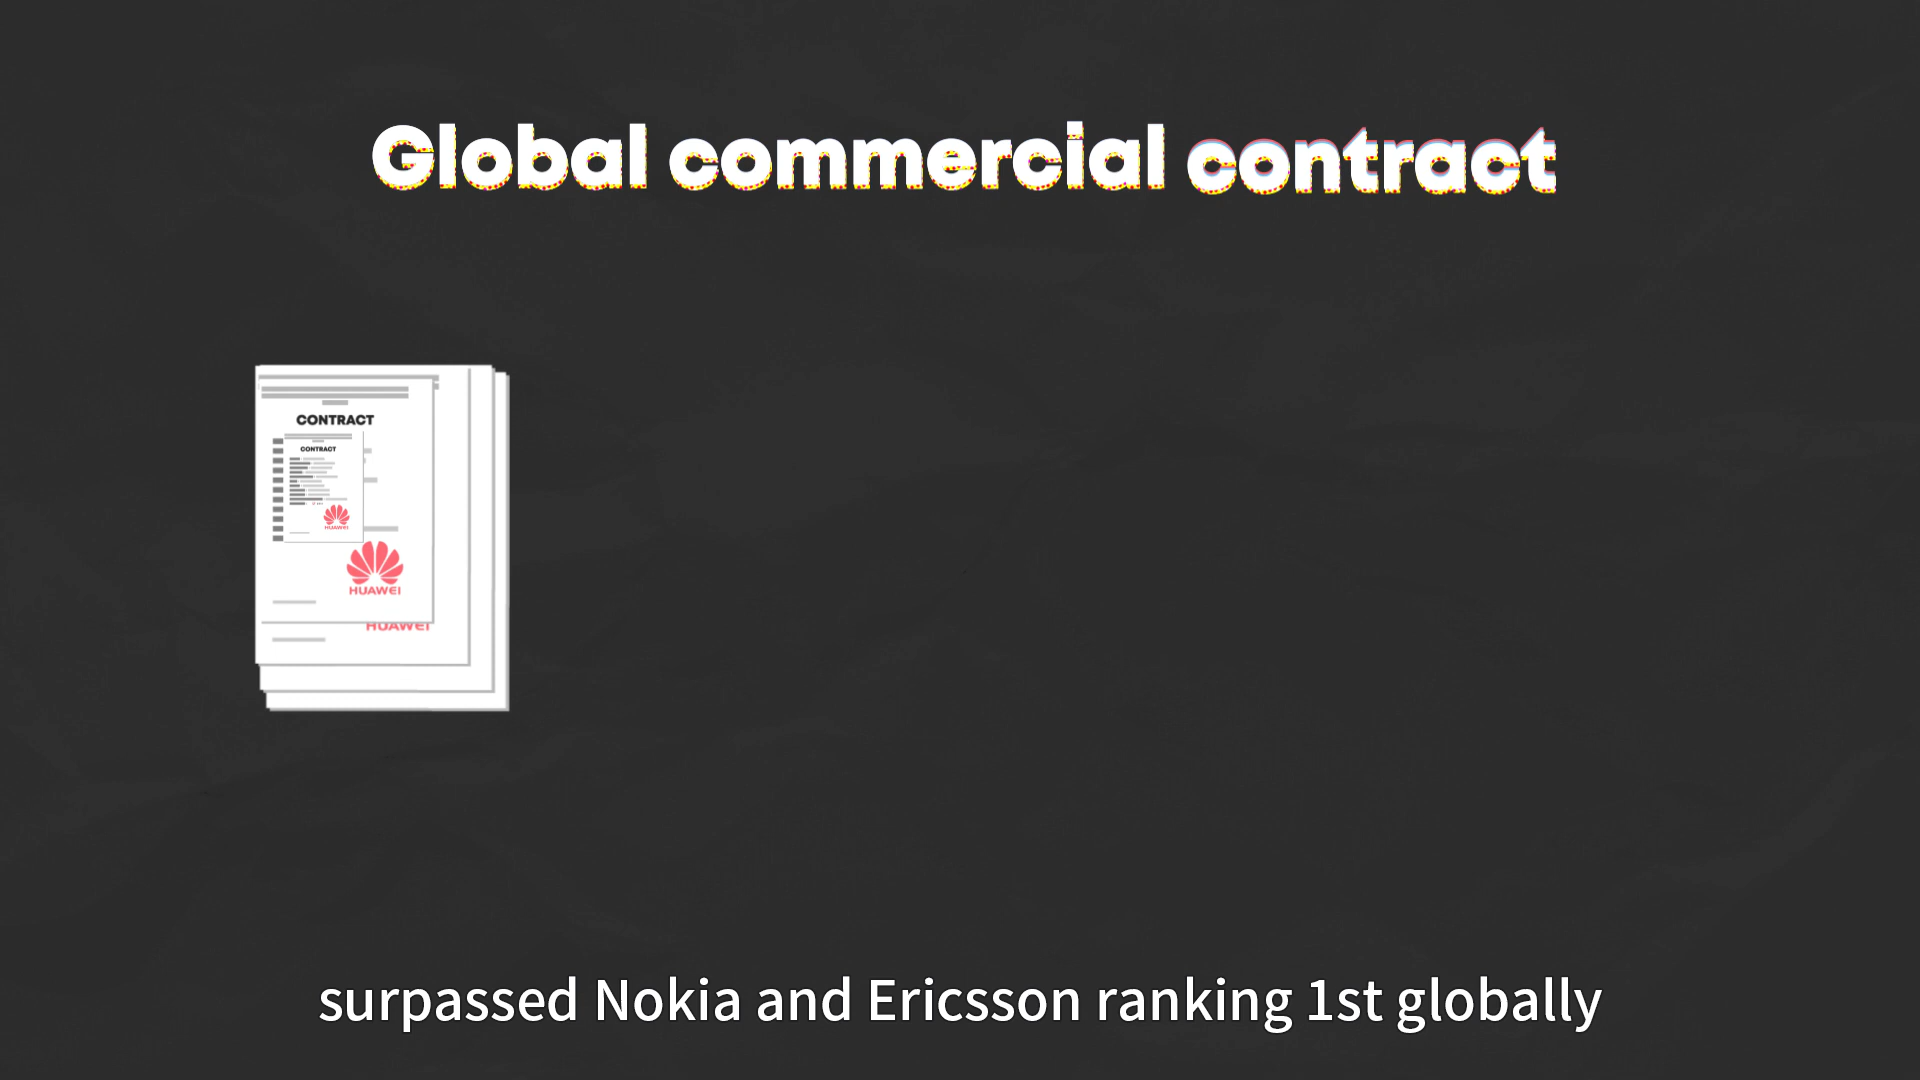 Global commercial contract
CONTRACT
CONTRACT
HUAWEI
HUAWEI
HUAWEI
surpassed Nokia and Ericsson ranking 1st globally